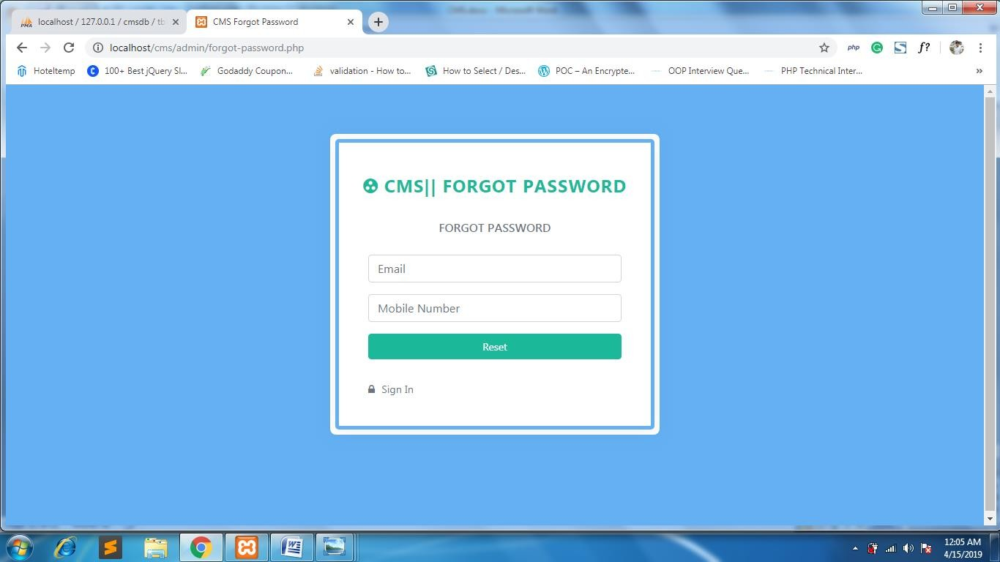 localhost / 127.0.0.1 / cmsdb / tb
CMS Forgot Password
localhost/cms/admin/forgot-password.php
php
f?
Hoteltemp
100+ Best jQuery Sl...
Godaddy Coupon...
validation - How to...
How to Select / Des...
POC – An Encrypte...
OOP Interview Que...
PHP Technical Inter...
»
CMS|| FORGOT PASSWORD
FORGOT PASSWORD
Email
Mobile Number
Reset
Sign In
12:05 AM
4/15/2019